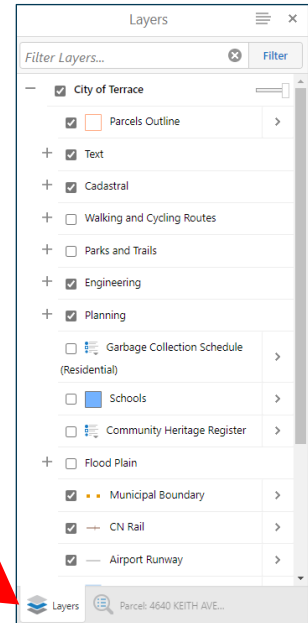 Layers
Filter Layers...
Filter
City of Terrace
Parcels Outline
Text
Cadastral
Walking and Cycling Routes
Parks and Trails
Engineering
Planning
Garbage Collection Schedule
(Residential)
Schools
Community Heritage Register
Flood Plain
Municipal Boundary
CN Rail
Airport Runway
Layers Parcel: 4640 KEITH AVE...